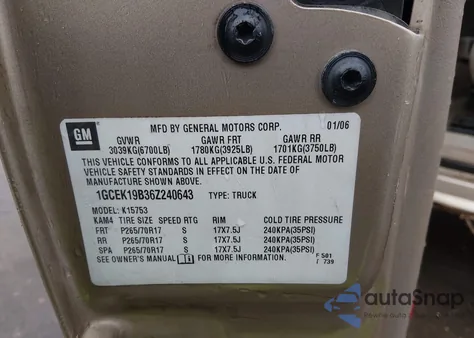 GM
MFD BY GENERAL MOTORS CORP. 01/06
GVWR GAWR FRT GAWR RR
3039KG(6700LB) 1780KG(3925LB) 1701KG(3750LB)
THIS VEHICLE CONFORMS TO ALL APPLICABLE U.S. FEDERAL MOTOR
VEHICLE SAFETY STANDARDS IN EFFECT ON THE DATE OF
MANUFACTURE SHOWN ABOVE.
1GCEK19B36Z240643 TYPE: TRUCK
MODEL: K15753
KAM4 TIRE SIZE SPEED RTG RIM COLD TIRE PRESSURE
FRT P265/70R17 S 17X7.5J 240KPA(35PSI)
RR P265/70R17 S 17X7.5J 240KPA(35PSI)
SPA P265/70R17 S 17X7.5J 240KPA(35PSI)
SEE OWNER'S MANUAL FOR MORE INFORMATION.
F 501
I 739
autoSnap